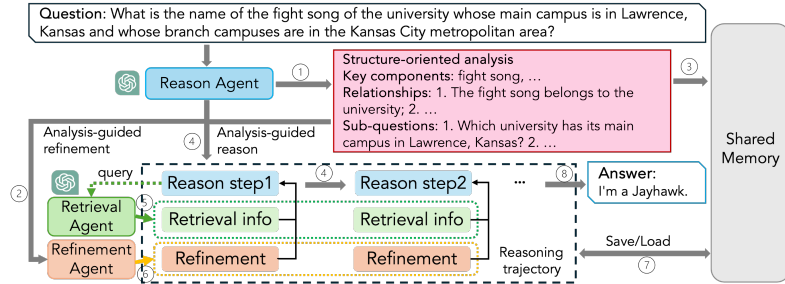 Question: What is the name of the fight song of the university whose main campus is in Lawrence,
Kansas and whose branch campuses are in the Kansas City metropolitan area?
Reason Agent
1
Structure-oriented analysis
Key components: fight song, ...
Relationships: 1. The fight song belongs to the
university; 2. ...
Sub-questions: 1. Which university has its main
campus in Lawrence, Kansas? 2. ...
3
Shared
Memory
Analysis-guided
refinement
4
Analysis-guided
reason
2
query
Reason step1
4
Reason step2
...
8
Answer:
I'm a Jayhawk.
Retrieval
Agent
5
Retrieval info
Retrieval info
Refinement
Agent
6
Refinement
Refinement
Reasoning
trajectory
Save/Load
7